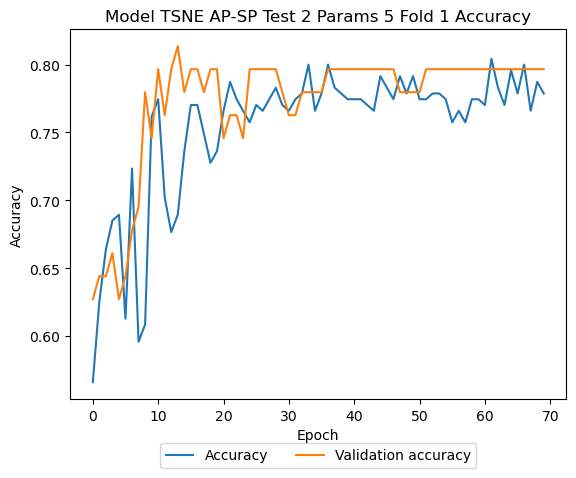 Model TSNE AP-SP Test 2 Params 5 Fold 1 Accuracy
0.80
0.75
0.70
0.65
0.60
Accuracy
0 10 20 30 40 50 60 70
Epoch
Accuracy Validation accuracy